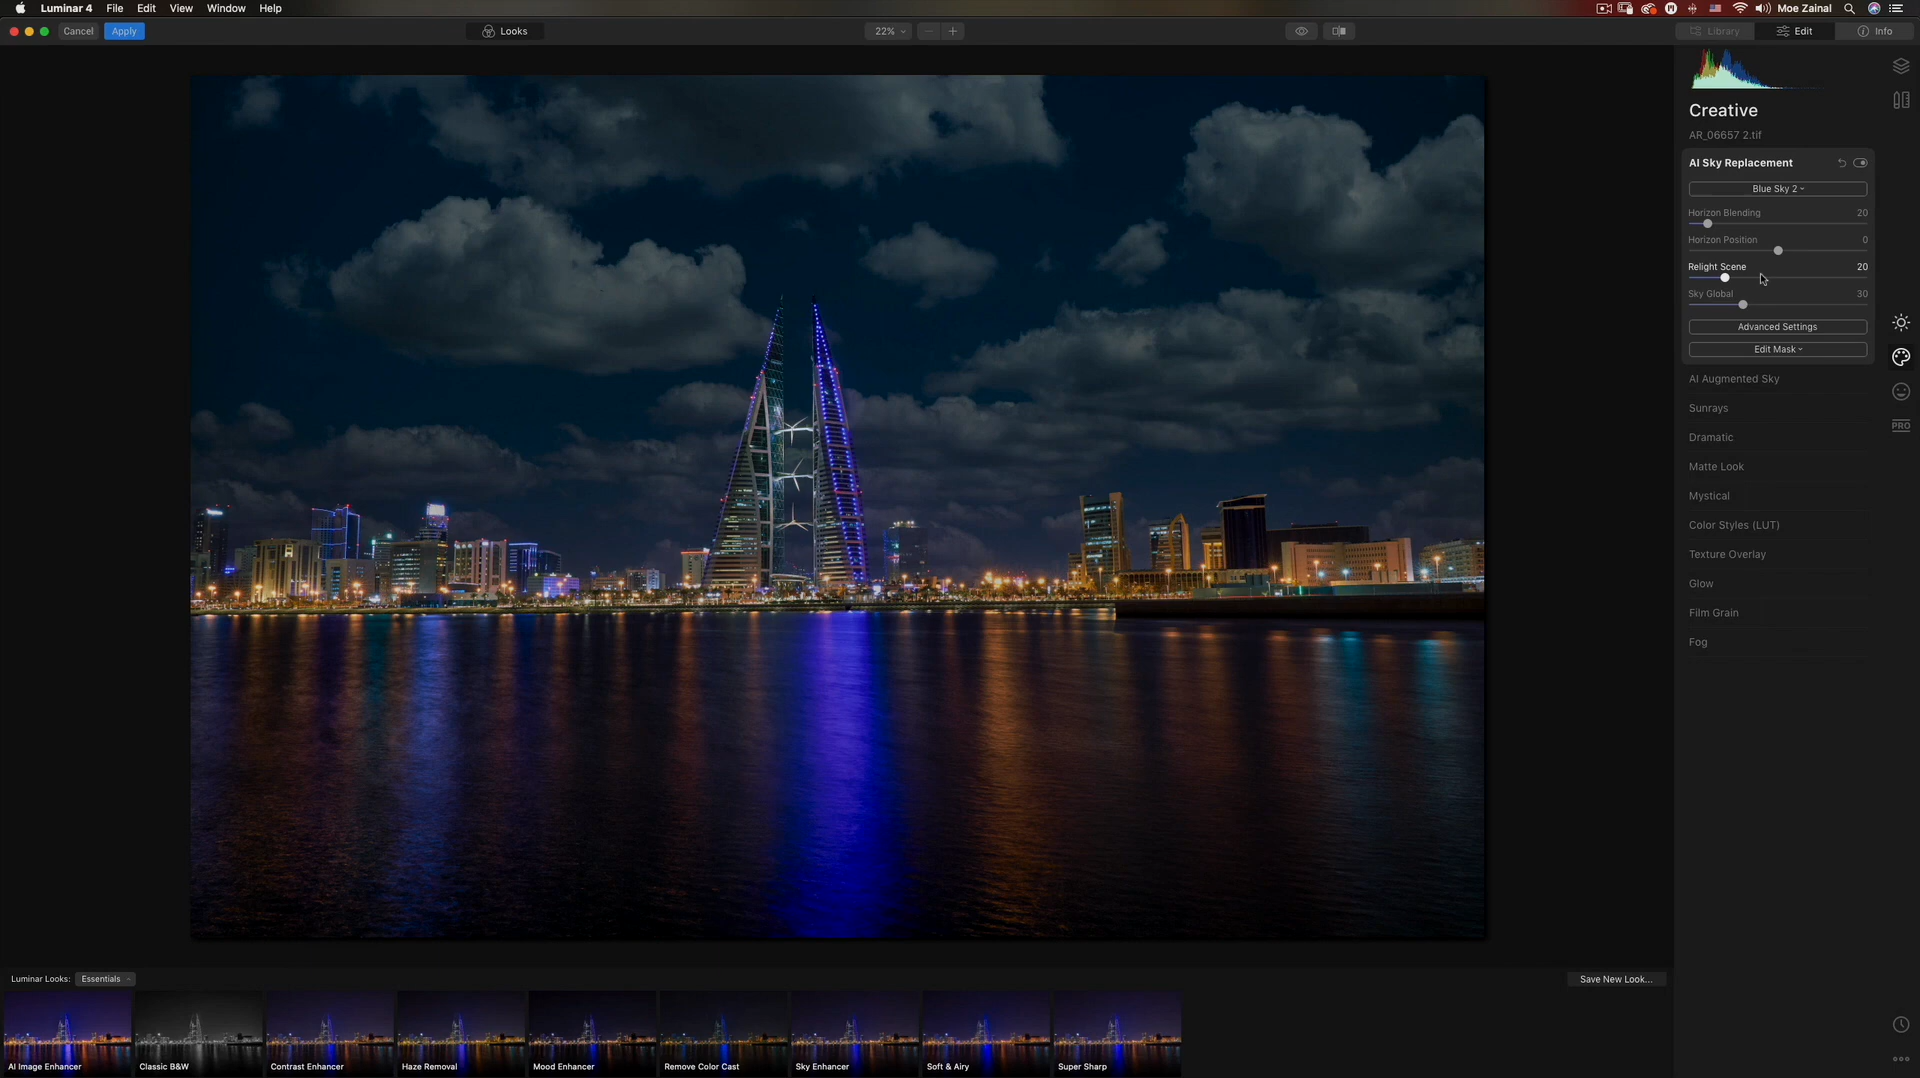 Luminar 4 File Edit View Window Help
Moe Zainal
Cancel Apply
Looks
22%
Library Edit Info
Creative
AR_06657 2.tif
AI Sky Replacement
Blue Sky 2
Horizon Blending 20
Horizon Position 0
Relight Scene 20
Sky Global 30
Advanced Settings
Edit Mask
AI Augmented Sky
Sunrays
Dramatic
Matte Look
Mystical
Color Styles (LUT)
Texture Overlay
Glow
Film Grain
Fog
PRO
Luminar Looks: Essentials
Save New Look...
AI Image Enhancer
Classic B&W
Contrast Enhancer
Haze Removal
Mood Enhancer
Remove Color Cast
Sky Enhancer
Soft & Airy
Super Sharp